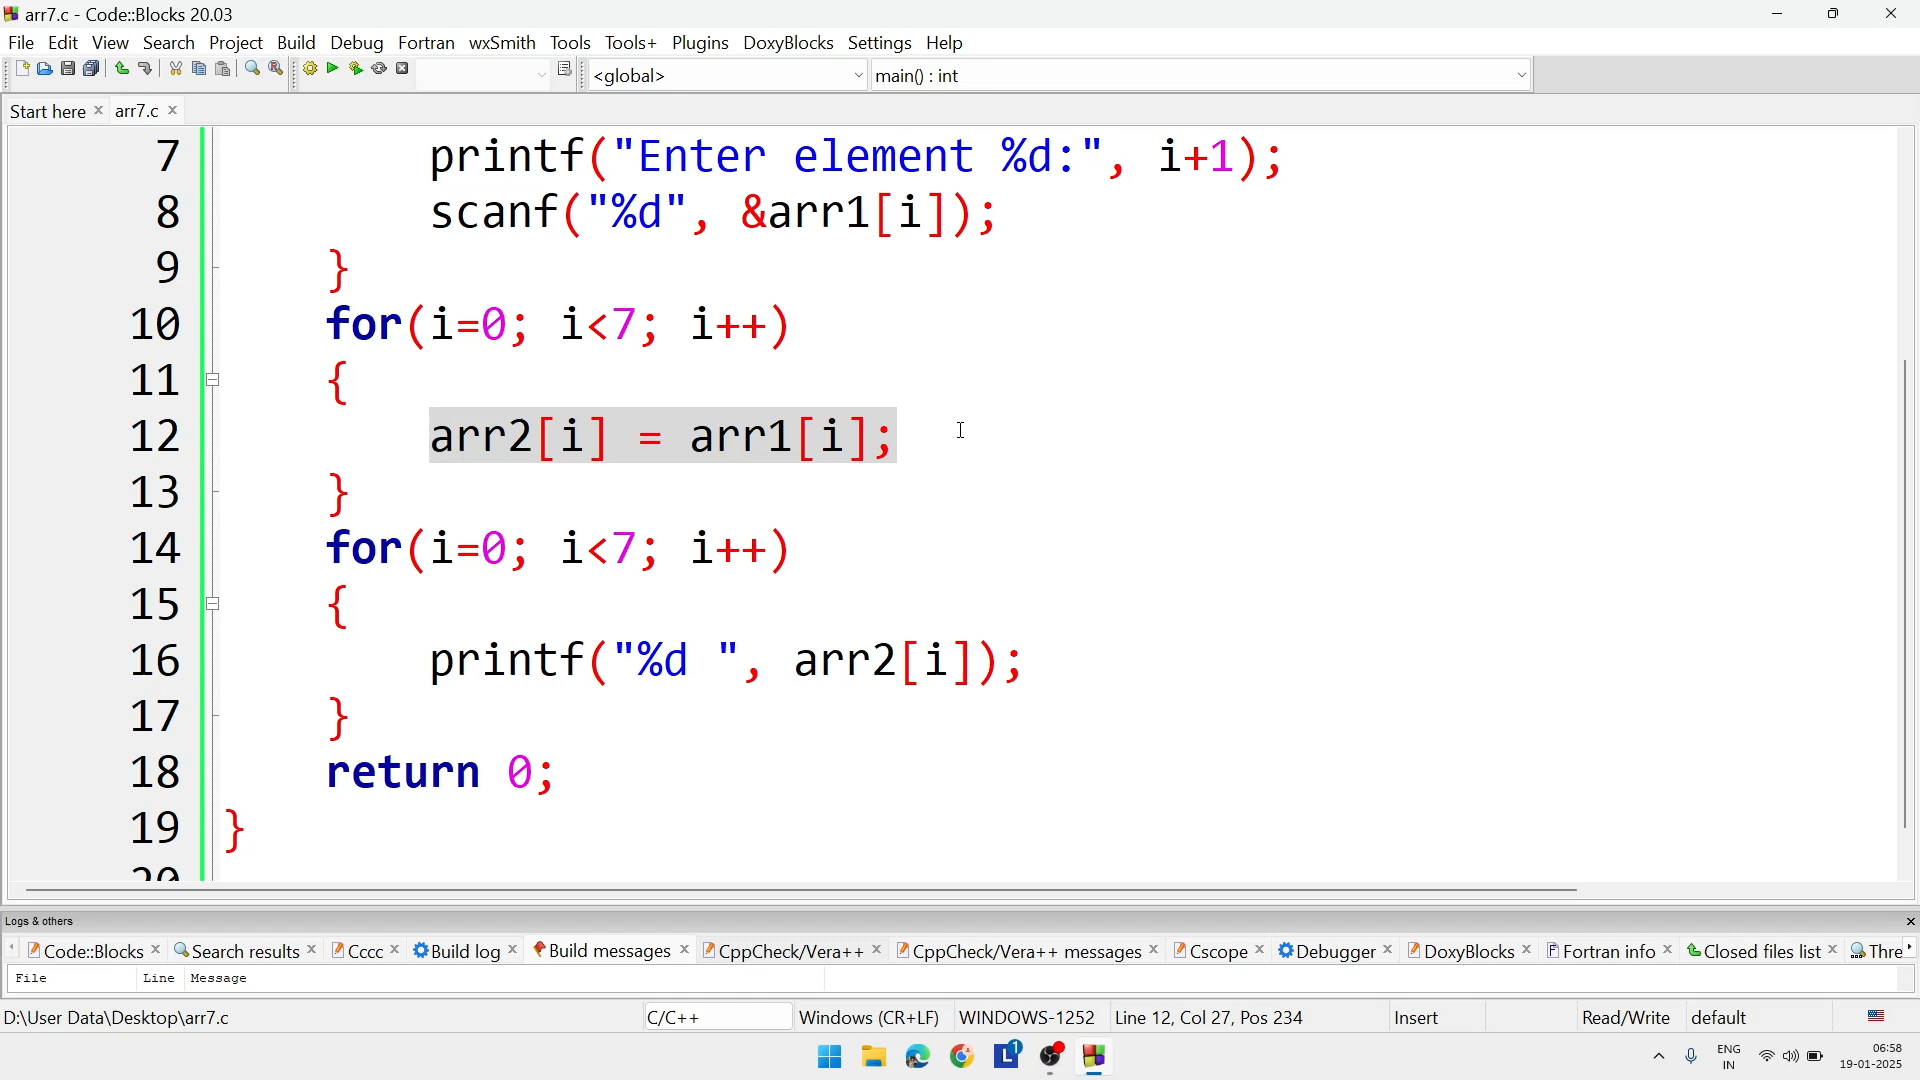 arr7.c - Code::Blocks 20.03
File Edit View Search Project Build Debug Fortran wxSmith Tools Tools+ Plugins DoxyBlocks Settings Help
<global> main() : int
Start here arr7.c
7 printf("Enter element %d:", i+1);
8 scanf("%d", &arr1[i]);
9 }
10 for(i=0; i<7; i++)
11 {
12 arr2[i] = arr1[i];
13 }
14 for(i=0; i<7; i++)
15 {
16 printf("%d ", arr2[i]);
17 }
18 return 0;
19 }
20
Logs & others
Code::Blocks Search results Cccc Build log Build messages CppCheck/Vera++ CppCheck/Vera++ messages Cscope Debugger DoxyBlocks Fortran info Closed files list Thre
File Line Message
D:\User Data\Desktop\arr7.c C/C++ Windows (CR+LF) WINDOWS-1252 Line 12, Col 27, Pos 234 Insert Read/Write default
L 1 ENG 06:58
IN 19-01-2025